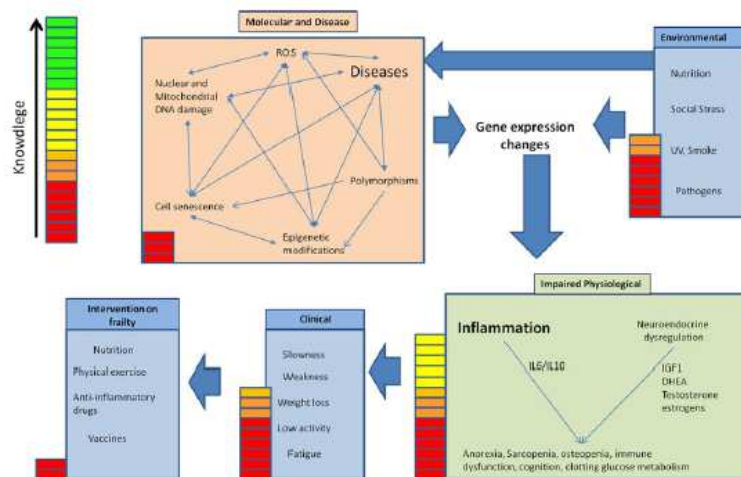 Knowdlege
Molecular and Disease
ROS
Diseases
Nuclear and
Mitochondrial
DNA damage
Polymorphisms
Cell senescence
Epigenetic
modifications
Gene expression
changes
Environmental
Nutrition
Social Stress
UV, Smoke
Pathogens
Intervention on
frailty
Nutrition
Physical exercise
Anti-inflammatory
drugs
Vaccines
Clinical
Slowness
Weakness
Weight loss
Low activity
Fatigue
Impaired Physiological
Inflammation
Neuroendocrine
dysregulation
IL6/IL10
IGF1
DHEA
Testosterone
estrogens
Anorexia, Sarcopenia, osteopenia, immune
dysfunction, cognition, clotting glucose metabolism